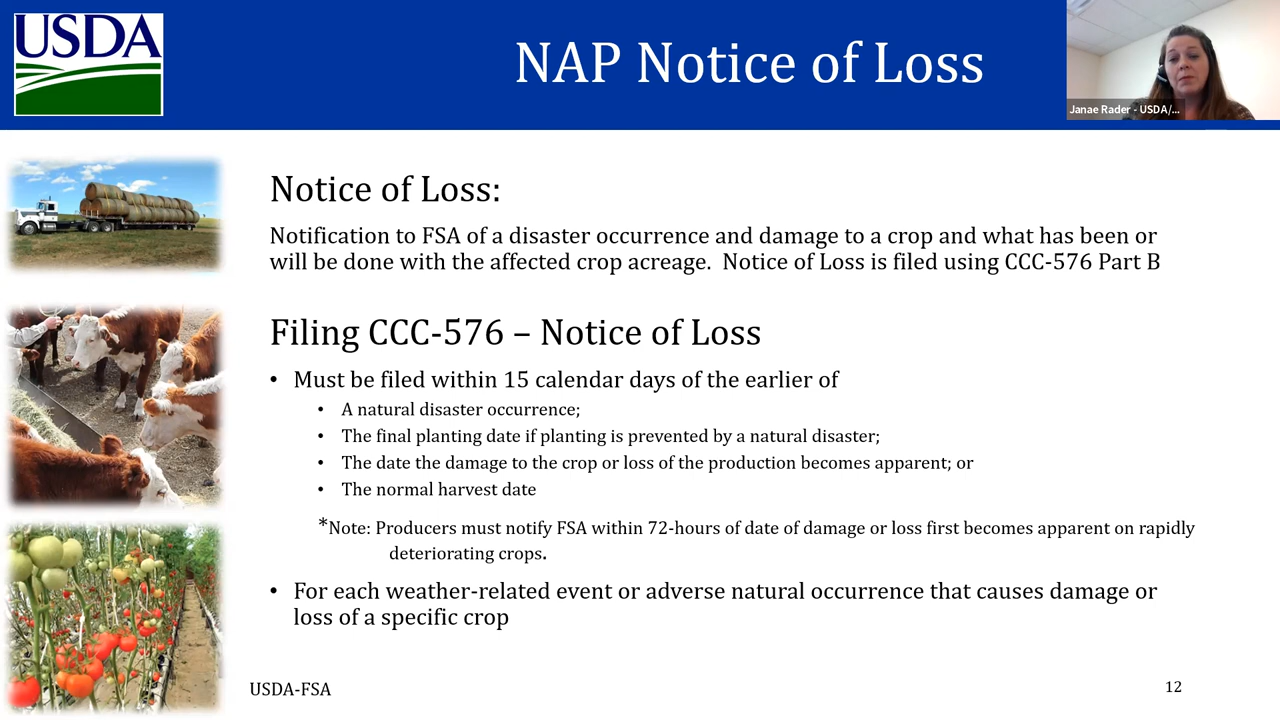 USDA
NAP Notice of Loss
Janae Rader - USDA/...
Notice of Loss:
Notification to FSA of a disaster occurrence and damage to a crop and what has been or
will be done with the affected crop acreage.  Notice of Loss is filed using CCC-576 Part B
Filing CCC-576 – Notice of Loss
• Must be filed within 15 calendar days of the earlier of
• A natural disaster occurrence;
• The final planting date if planting is prevented by a natural disaster;
• The date the damage to the crop or loss of the production becomes apparent; or
• The normal harvest date
*Note: Producers must notify FSA within 72-hours of date of damage or loss first becomes apparent on rapidly
deteriorating crops.
• For each weather-related event or adverse natural occurrence that causes damage or
loss of a specific crop
USDA-FSA
12